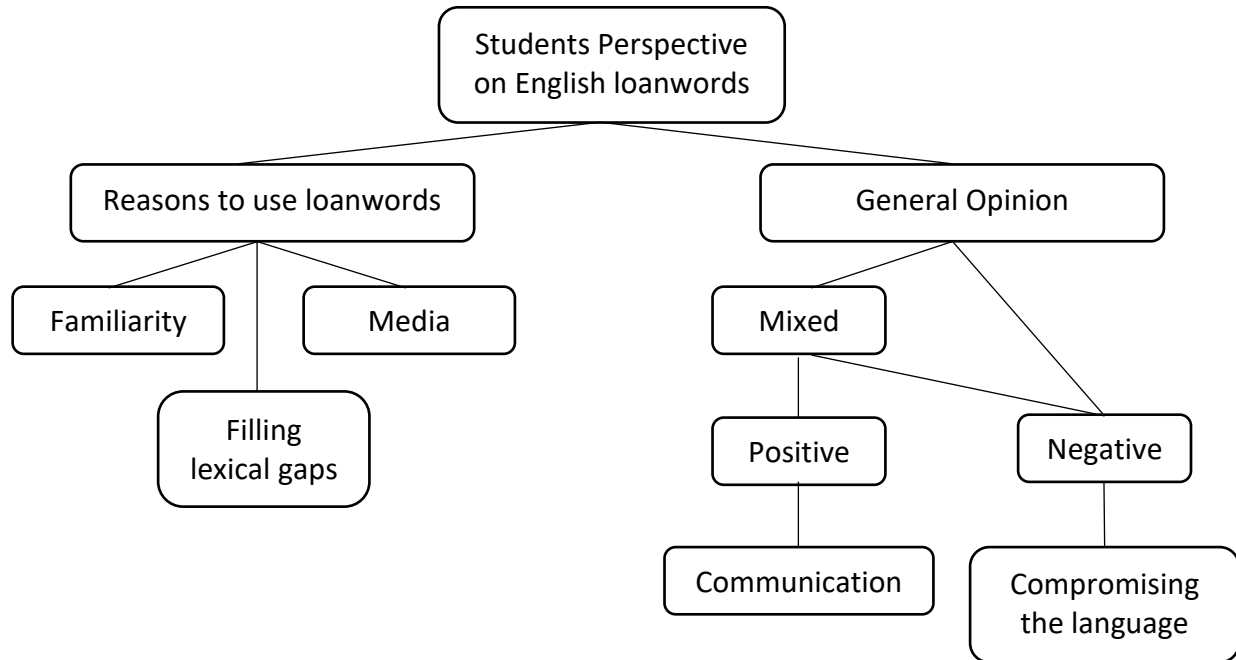 Students Perspective
on English loanwords
Reasons to use loanwords
General Opinion
Familiarity
Media
Mixed
Filling
lexical gaps
Positive
Negative
Communication
Compromising
the language